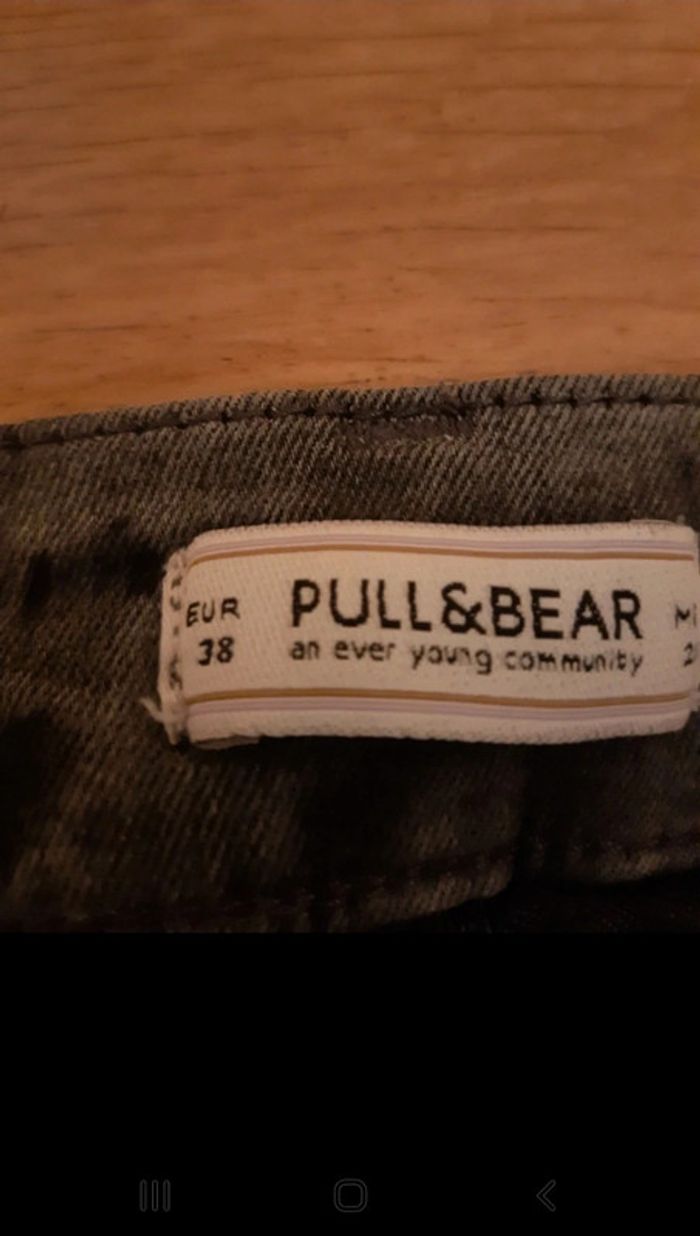 EUR
38
PULL&BEAR
an ever young community